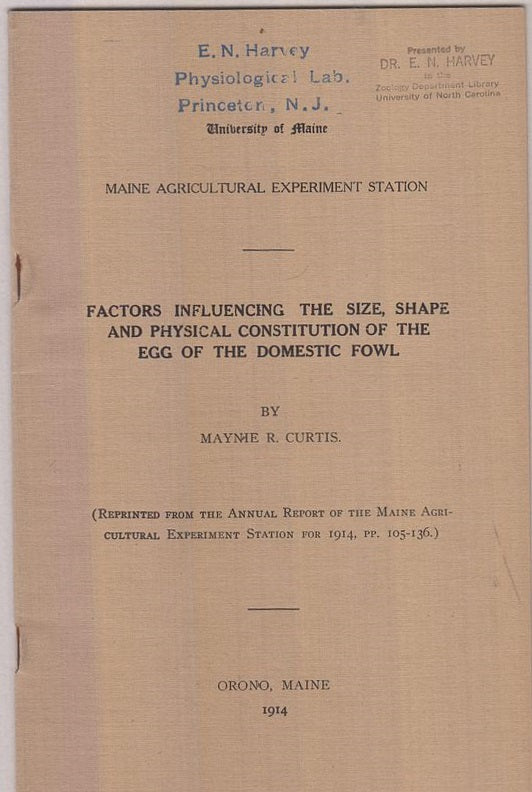 E. N. Harvey
Physiological Lab.
Princeton, N. J.
University of Maine
Presented by
DR. E. N. HARVEY
to the
Zoology Department Library
University of North Carolina
MAINE AGRICULTURAL EXPERIMENT STATION
FACTORS INFLUENCING THE SIZE, SHAPE
AND PHYSICAL CONSTITUTION OF THE
EGG OF THE DOMESTIC FOWL
BY
MAYNIE R. CURTIS.
(Reprinted from the Annual Report of the Maine Agri-
cultural Experiment Station for 1914, pp. 105-136.)
ORONO, MAINE
1914